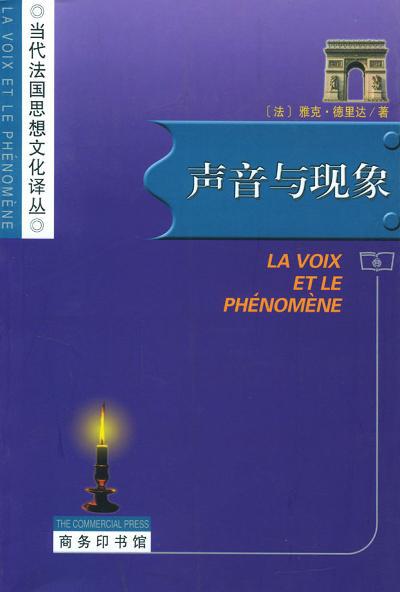 LA VOIX ET LE PHÉNOMÈNE
◎当代法国思想文化译丛◎
〔法〕雅克·德里达/著
声音与现象
LA VOIX
ET LE
PHÉNOMÈNE
THE COMMERCIAL PRESS
商务印书馆